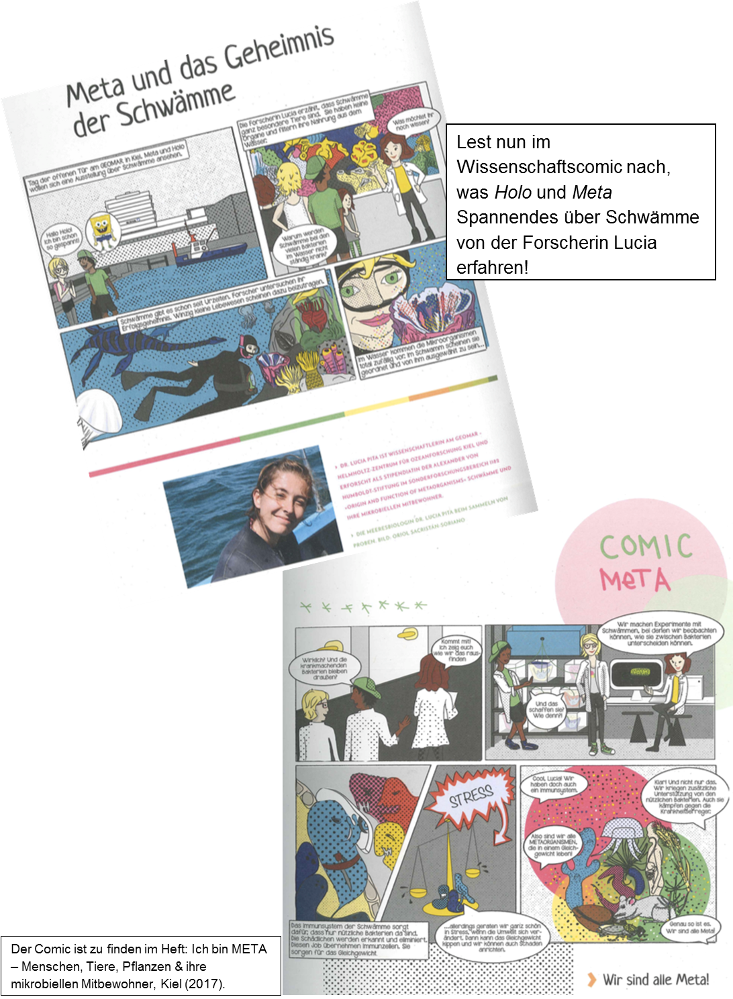 Meta und das Geheimnis
der Schwämme
Tag der offenen Tür am GEOMAR in Kiel. Meta und Holo
wollen sich eine Ausstellung über Schwämme ansehen.
Hallo Holo!
Ich bin schon
so gespannt!
Die Forscherin Lucia erzählt, dass Schwämme
ganz besondere Tiere sind. Sie haben keine
Organe und filtern ihre Nahrung aus dem
Wasser.
Was möchtet ihr
noch wissen?
Warum werden
Schwämme bei den
vielen Bakterien
im Wasser nicht
ständig krank?
Schwämme gibt es schon seit Urzeiten. Forscher untersuchen ihr
Erfolgsgeheimnis. Winzig kleine Lebewesen scheinen dazu beizutragen.
Im Wasser kommen die Mikroorganismen
total zufällig vor. Im Schwamm scheinen sie
geordnet und von ihm ausgewählt zu sein...
Lest nun im
Wissenschaftscomic nach,
was Holo und Meta
Spannendes über Schwämme
von der Forscherin Lucia
erfahren!
› DR. LUCIA PITA IST WISSENSCHAFTLERIN AM GEOMAR -
HELMHOLTZ-ZENTRUM FÜR OZEANFORSCHUNG KIEL UND
ERFORSCHT ALS STIPENDIATIN DER ALEXANDER VON
HUMBOLDT-STIFTUNG IM SONDERFORSCHUNGSBEREICH 1182
»ORIGIN AND FUNCTION OF METAORGANISMS« SCHWÄMME UND
IHRE MIKROBIELLEN MITBEWOHNER.
› DIE MEERESBIOLOGIN DR. LUCIA PITA BEIM SAMMELN VON
PROBEN. BILD: ORIOL SACRISTÁN-SORIANO
COMIC
META
Wirklich? Und die
krankmachenden
Bakterien bleiben
draußen?
Kommt mit!
Ich zeig euch
wie wir das raus-
finden
Wir machen Experimente mit
Schwämmen, bei denen wir beobachten
können, wie sie zwischen Bakterien
unterscheiden können.
Und das
schaffen sie?
Wie denn?!
Das Immunsystem der Schwämme sorgt
dafür, dass nur nützliche Bakterien da sind.
Die Schädlichen werden erkannt und eliminiert.
Diesen Job übernehmen Immunzellen. Sie
sorgen für das Gleichgewicht
STRESS
...allerdings geraten wir ganz schön
in Stress, wenn die Umwelt sich ver-
ändert. Dann kann das Gleichgewicht
kippen und wir können auch Schaden
anrichten.
Cool, Lucia! Wir
haben doch auch
ein Immunsystem.
Klar! Und nicht nur das.
Wir kriegen zusätzliche
Unterstützung von den
nützlichen Bakterien. Auch sie
kämpfen gegen die
Krankheitserreger.
Also sind wir alle
METAORGANISMEN,
die in einem Gleich-
gewicht leben!
Genau so ist es.
Wir sind alle Meta!
Der Comic ist zu finden im Heft: Ich bin META
– Menschen, Tiere, Pflanzen & ihre
mikrobiellen Mitbewohner, Kiel (2017).
Wir sind alle Meta!